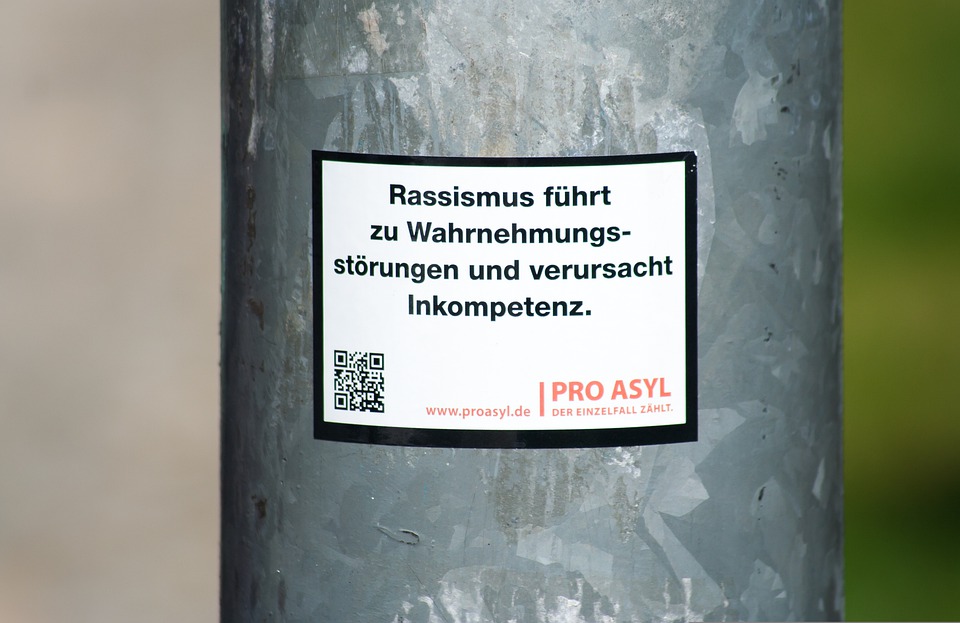 Rassismus führt
zu Wahrnehmungs-
störungen und verursacht
Inkompetenz.
PRO ASYL
www.proasyl.de
DER EINZELFALL ZÄHLT.